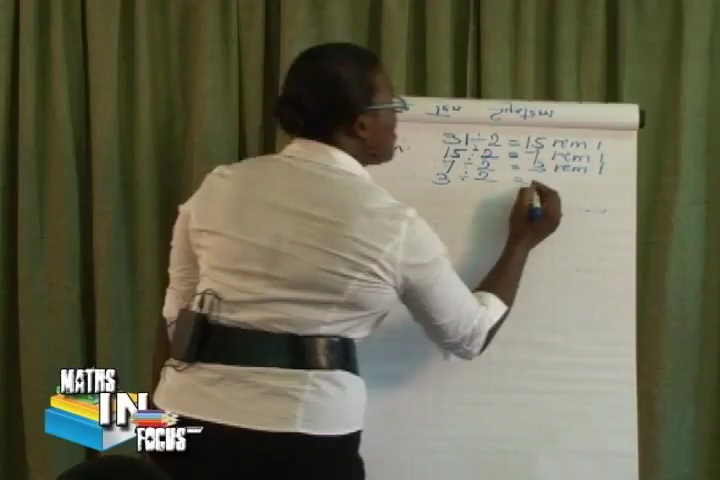 31 ÷ 2 = 15 rem 1
15 ÷ 2 = 7 rem 1
7 ÷ 2 = 3 rem 1
3 ÷ 2 =
MATHS
IN
FOCUS